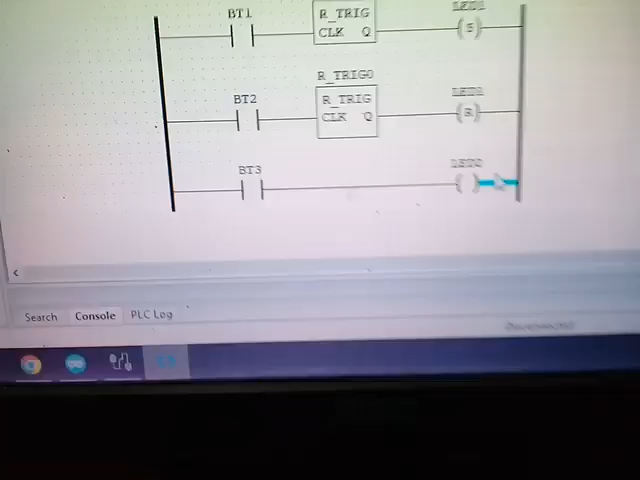 BT1
R_TRIG
CLK Q
(S)
R_TRIG0
BT2
R_TRIG
CLK Q
(R)
BT3
Search Console PLC Log